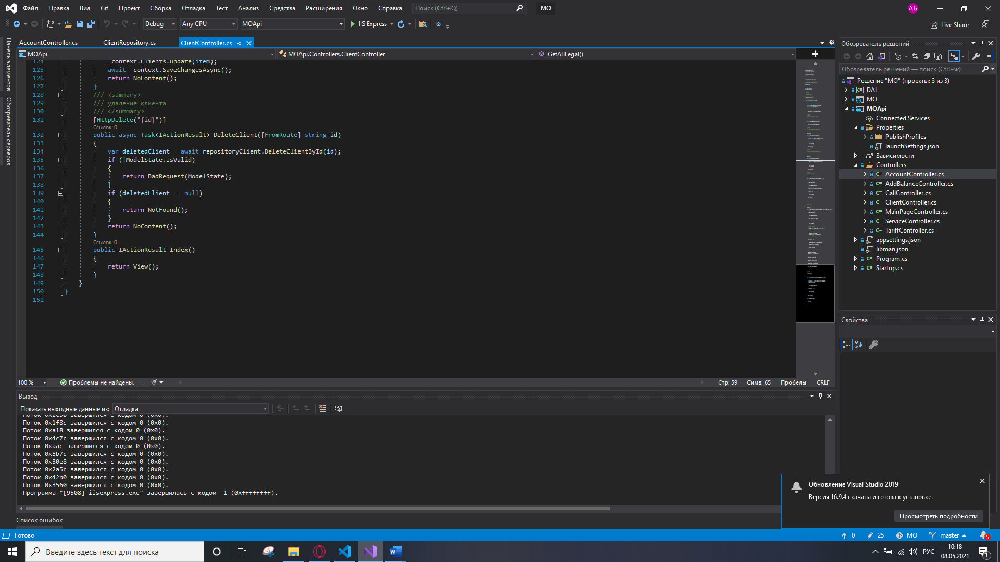 Файл Правка Вид Git Проект Сборка Отладка Тест Анализ Средства Расширения Окно Справка Поиск (Ctrl+Q) MO АБ
Debug Any CPU MOApi IIS Express Live Share
Панель элементов
Обозреватель серверов
AccountController.cs ClientRepository.cs ClientController.cs
MOApi MOApi.Controllers.ClientController GetAllLegal()
124 _context.Clients.Update(item);
125 await _context.SaveChangesAsync();
126 return NoContent();
127 }
128 /// <summary>
129 /// удаление клиента
130 /// </summary>
131 [HttpDelete("{id}")]
Ссылок: 0
132 public async Task<IActionResult> DeleteClient([FromRoute] string id)
133 {
134 var deletedClient = await repositoryClient.DeleteClientById(id);
135 if (!ModelState.IsValid)
136 {
137 return BadRequest(ModelState);
138 }
139 if (deletedClient == null)
140 {
141 return NotFound();
142 }
143 return NoContent();
144 }
Ссылок: 0
145 public IActionResult Index()
146 {
147 return View();
148 }
149 }
150 }
151
100 % Проблемы не найдены. Стр: 59 Симв: 65 Пробелы CRLF
Вывод
Показать выходные данные из: Отладка
Поток 0x2c50 завершился с кодом 0 (0x0).
Поток 0x1f8c завершился с кодом 0 (0x0).
Поток 0xa18 завершился с кодом 0 (0x0).
Поток 0x4c7c завершился с кодом 0 (0x0).
Поток 0xaac завершился с кодом 0 (0x0).
Поток 0x5b7c завершился с кодом 0 (0x0).
Поток 0x30e8 завершился с кодом 0 (0x0).
Поток 0x2a5c завершился с кодом 0 (0x0).
Поток 0x42b0 завершился с кодом 0 (0x0).
Поток 0x3560 завершился с кодом 0 (0x0).
Программа "[9508] iisexpress.exe" завершилась с кодом -1 (0xffffffff).
Список ошибок
Обозреватель решений
Обозреватель решений — поиск (Ctrl+ж)
Решение "MO" (проекты: 3 из 3)
DAL
MO
MOApi
Connected Services
Properties
PublishProfiles
launchSettings.json
Зависимости
Controllers
AccountController.cs
AddBalanceController.cs
CallController.cs
ClientController.cs
MainPageController.cs
ServiceController.cs
TariffController.cs
appsettings.json
libman.json
Program.cs
Startup.cs
Свойства
Обновление Visual Studio 2019
Версия 16.9.4 скачана и готова к установке.
Просмотреть подробности
Готово 0 25 MO master 5
Введите здесь текст для поиска РУС 10:18
08.05.2021 1